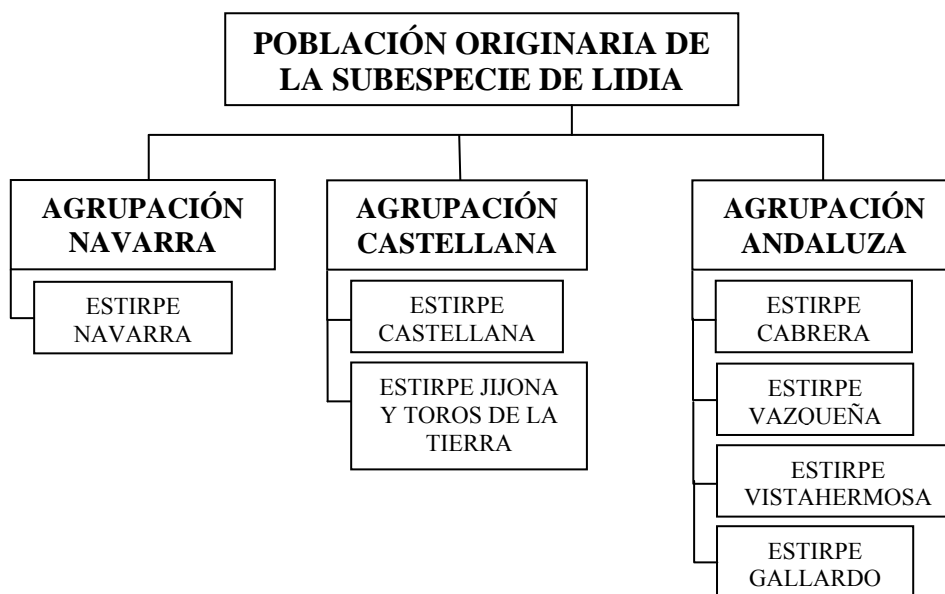 POBLACIÓN ORIGINARIA DE
LA SUBESPECIE DE LIDIA
AGRUPACIÓN
NAVARRA
ESTIRPE
NAVARRA
AGRUPACIÓN
CASTELLANA
ESTIRPE
CASTELLANA
ESTIRPE JIJONA
Y TOROS DE LA
TIERRA
AGRUPACIÓN
ANDALUZA
ESTIRPE
CABRERA
ESTIRPE
VAZQUEÑA
ESTIRPE
VISTAHERMOSA
ESTIRPE
GALLARDO